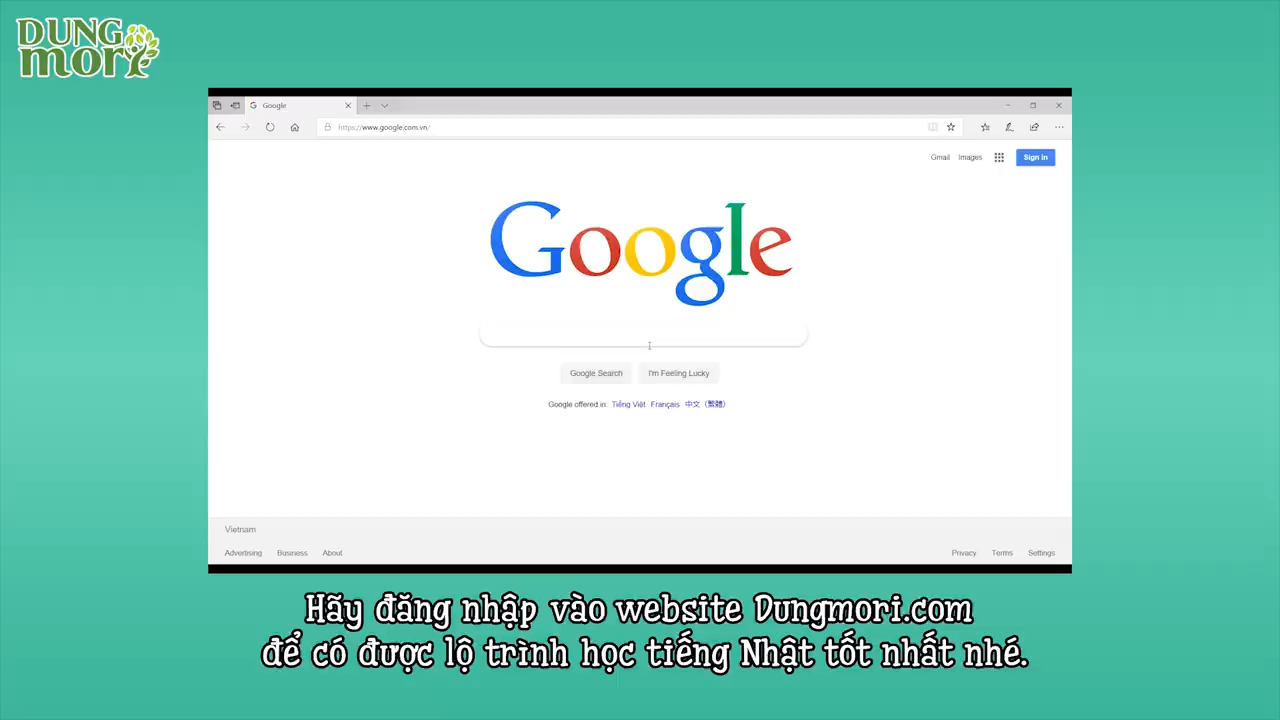 DUNG
mori
Google
https://www.google.com.vn/
Gmail Images Sign in
Google
Google Search I'm Feeling Lucky
Google offered in: Tiếng Việt Français 中文（繁體）
Vietnam
Advertising Business About Privacy Terms Settings
Hãy đăng nhập vào website Dungmori.com
để có được lộ trình học tiếng Nhật tốt nhất nhé.